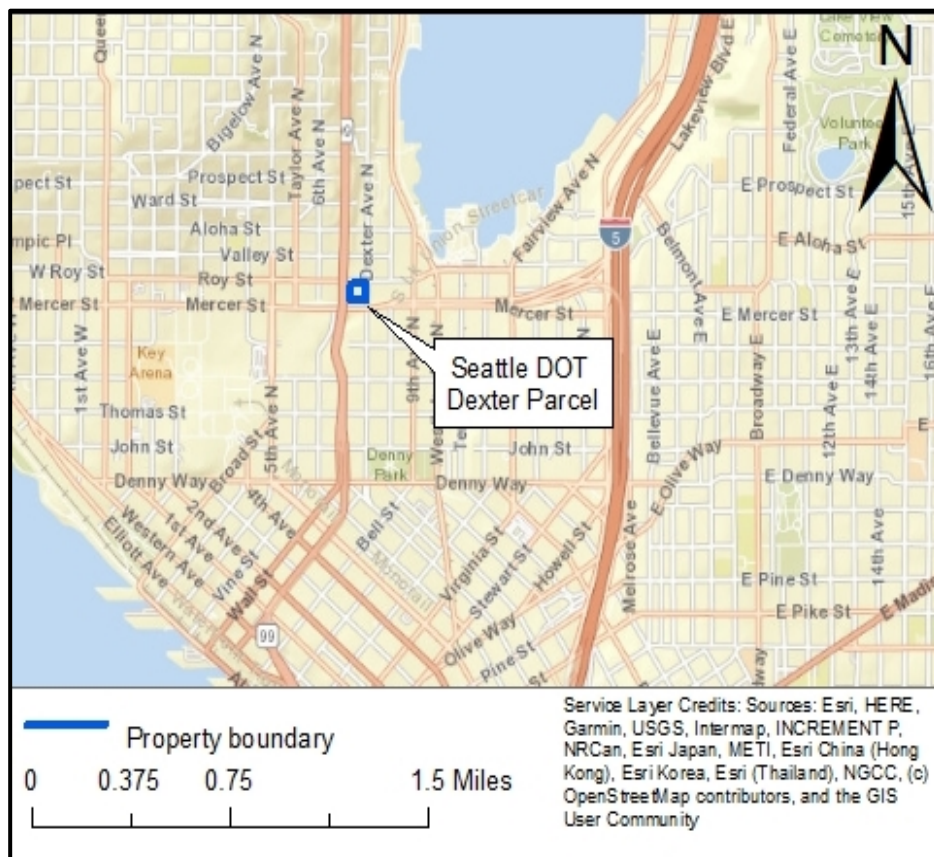 Lake View
Cemetery
N
Bigelow Ave N
Taylor Ave N
6th Ave N
Dexter Ave N
Fairview Ave N
Lakeview Blvd E
Federal Ave E
Volunteer
Park
15th Ave E
Prospect St
Ward St
Aloha St
Valley St
W Roy St
Roy St
W Mercer St
Mercer St
Mercer St
5
Belmont Ave E
E Prospect St
E Aloha St
E Mercer St
13th Ave E
14th Ave E
16th Ave E
Key
Arena
1st Ave W
Seattle DOT
Dexter Parcel
9th Ave N
Thomas St
John St
John St
5th Ave N
Broad St
Denny
Park
Denny Way
Denny Way
Bellevue Ave E
Broadway E
12th Ave E
E Olive Way
E Denny Way
4th Ave
2nd Ave
1st Ave
Western Ave
Elliott Ave
Vine St
Wall St
Bell St
Monorail
Virginia St
Stewart St
Howell St
Olive Way
Pine St
Melrose Ave
14th Ave
E Pine St
E Pike St
99
Property boundary
0 0.375 0.75 1.5 Miles
Service Layer Credits: Sources: Esri, HERE,
Garmin, USGS, Intermap, INCREMENT P,
NRCan, Esri Japan, METI, Esri China (Hong
Kong), Esri Korea, Esri (Thailand), NGCC, (c)
OpenStreetMap contributors, and the GIS
User Community